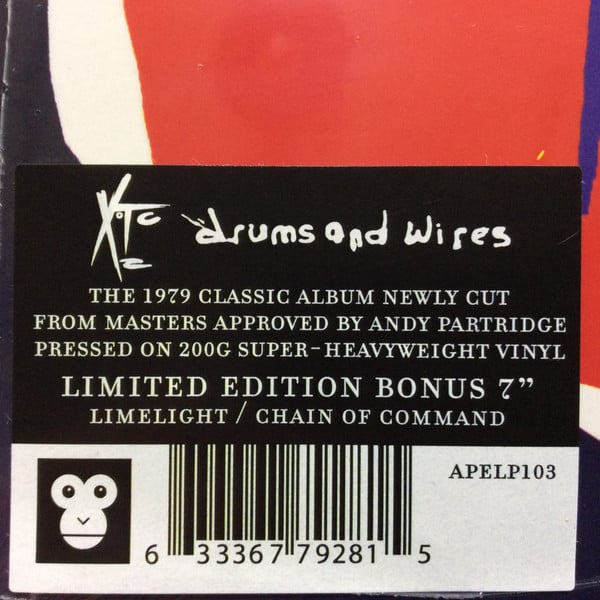 XTC drums and wires
THE 1979 CLASSIC ALBUM NEWLY CUT
FROM MASTERS APPROVED BY ANDY PARTRIDGE
PRESSED ON 200G SUPER-HEAVYWEIGHT VINYL
LIMITED EDITION BONUS 7”
LIMELIGHT / CHAIN OF COMMAND
APELP103
6 33367 79281 5